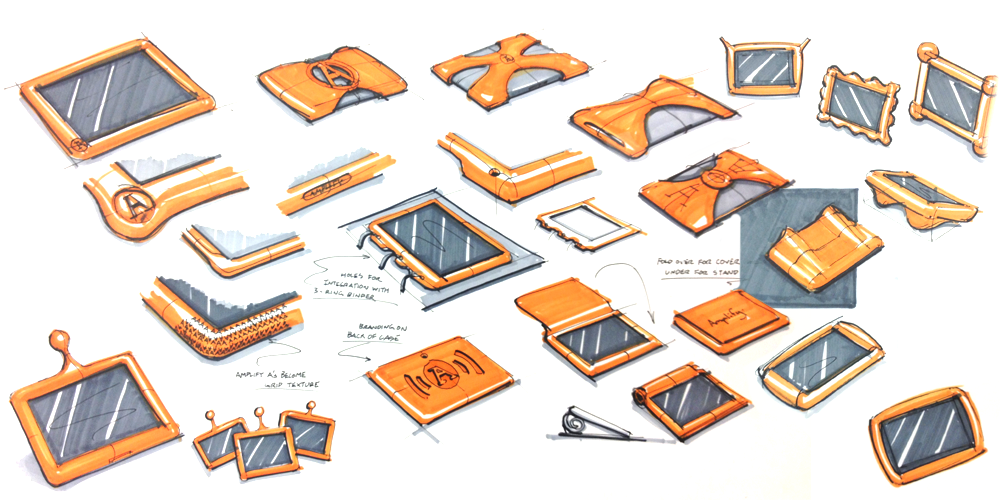 A
A
A
Amplify
FOLD OVER FOR COVER
UNDER FOR STAND
HOLES FOR
INTEGRATION WITH
3-RING BINDER
Amplify
BRANDING ON
BACK OF CASE
A
AMPLIFY A's BECOME
GRIP TEXTURE